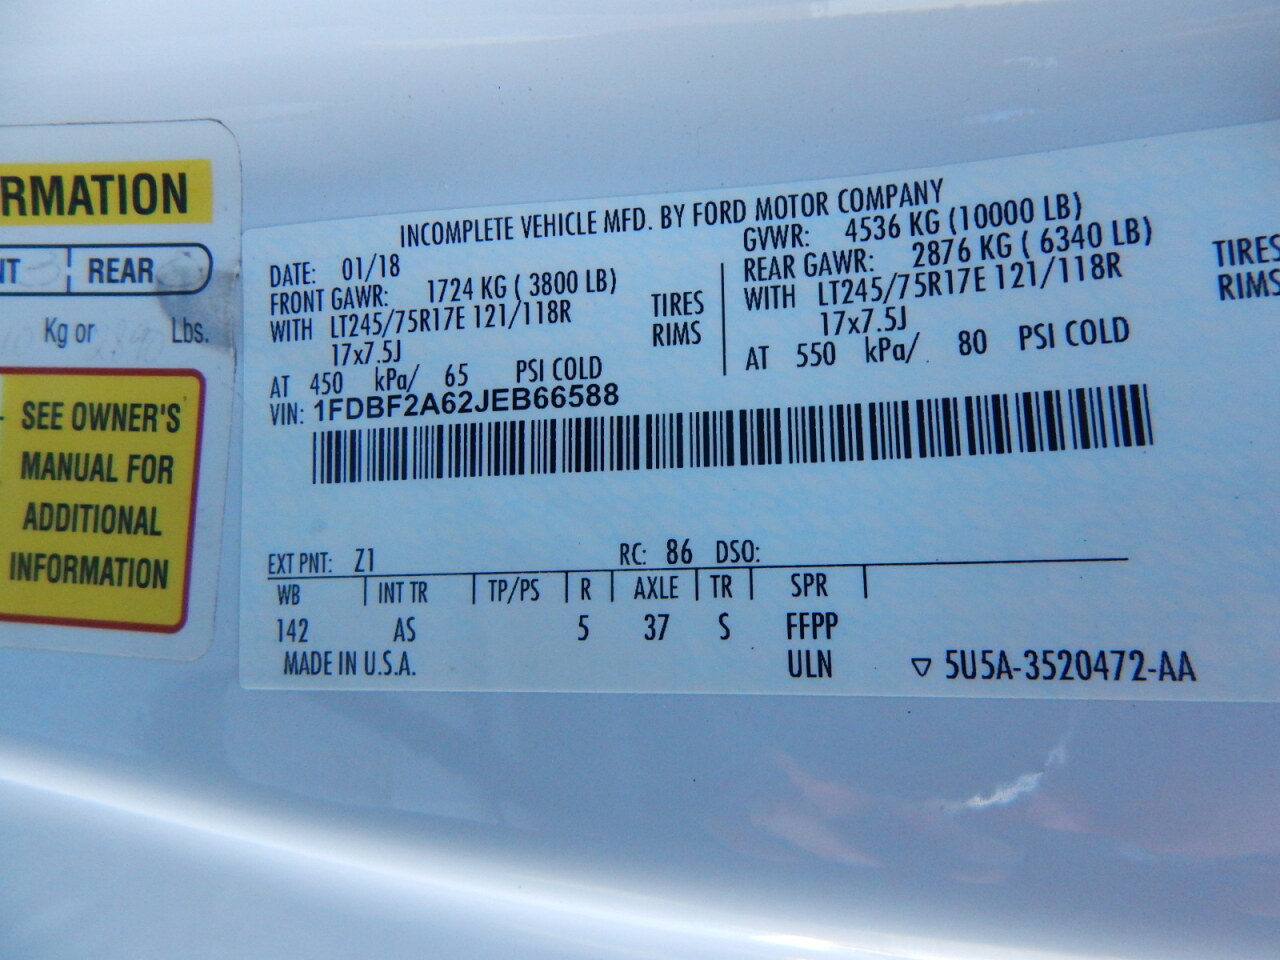 RMATION
NT
REAR
Kg or
Lbs.
SEE OWNER'S
MANUAL FOR
ADDITIONAL
INFORMATION
INCOMPLETE VEHICLE MFD. BY FORD MOTOR COMPANY
DATE: 01/18
GVWR: 4536 KG (10000 LB)
FRONT GAWR: 1724 KG ( 3800 LB)
REAR GAWR: 2876 KG ( 6340 LB)
WITH LT245/75R17E 121/118R TIRES
WITH LT245/75R17E 121/118R TIRES
17x7.5J RIMS
17x7.5J RIMS
AT 450 kPa/ 65 PSI COLD
AT 550 kPa/ 80 PSI COLD
VIN: 1FDBF2A62JEB66588
EXT PNT: Z1 RC: 86 DSO:
WB INT TR TP/PS R AXLE TR SPR
142 AS 5 37 S FFPP
MADE IN U.S.A. ULN 5U5A-3520472-AA